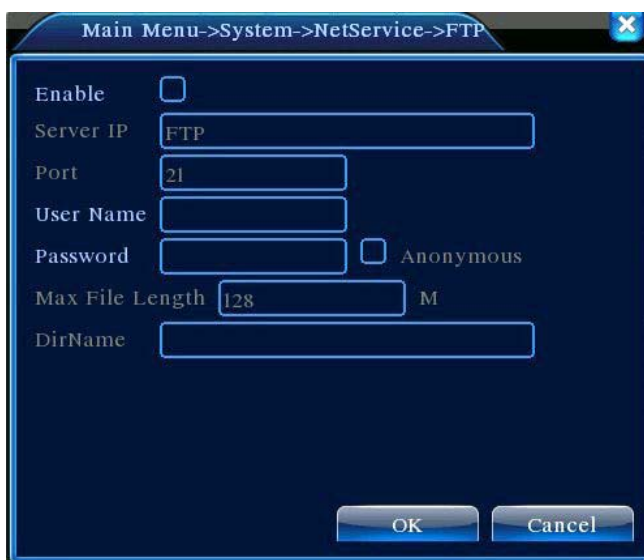 Main Menu->System->NetService->FTP
Enable
Server IP FTP
Port 21
User Name
Password Anonymous
Max File Length 128 M
DirName
OK Cancel